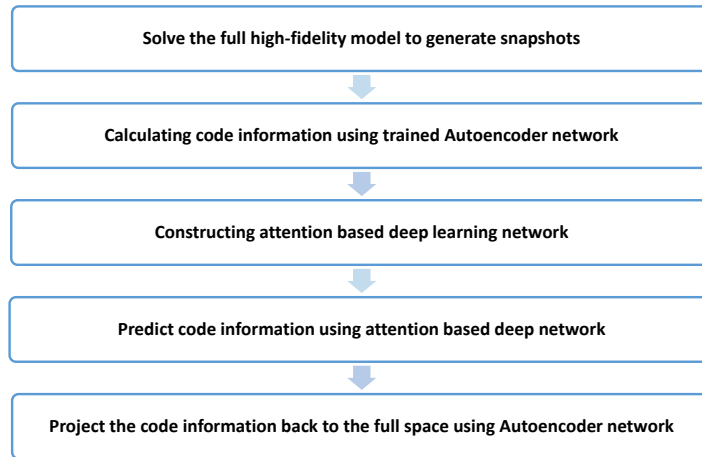 Solve the full high-fidelity model to generate snapshots
Calculating code information using trained Autoencoder network
Constructing attention based deep learning network
Predict code information using attention based deep network
Project the code information back to the full space using Autoencoder network